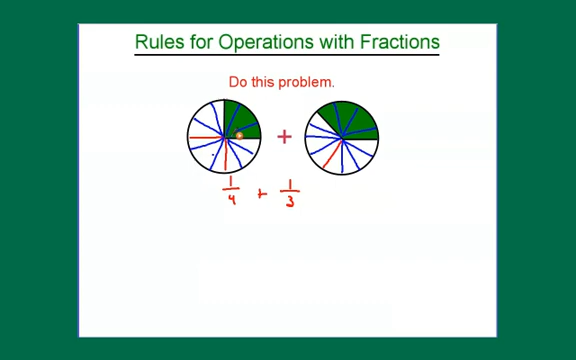 Rules for Operations with Fractions
Do this problem.
+
1/4 + 1/3